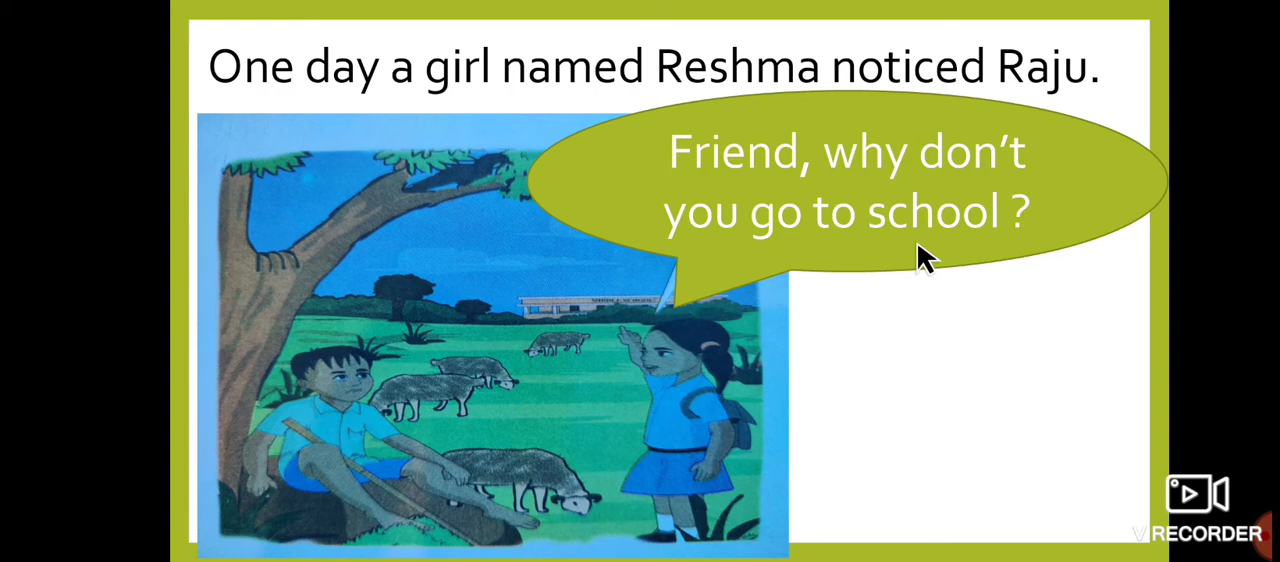 One day a girl named Reshma noticed Raju.
Friend, why don't
you go to school ?
V RECORDER